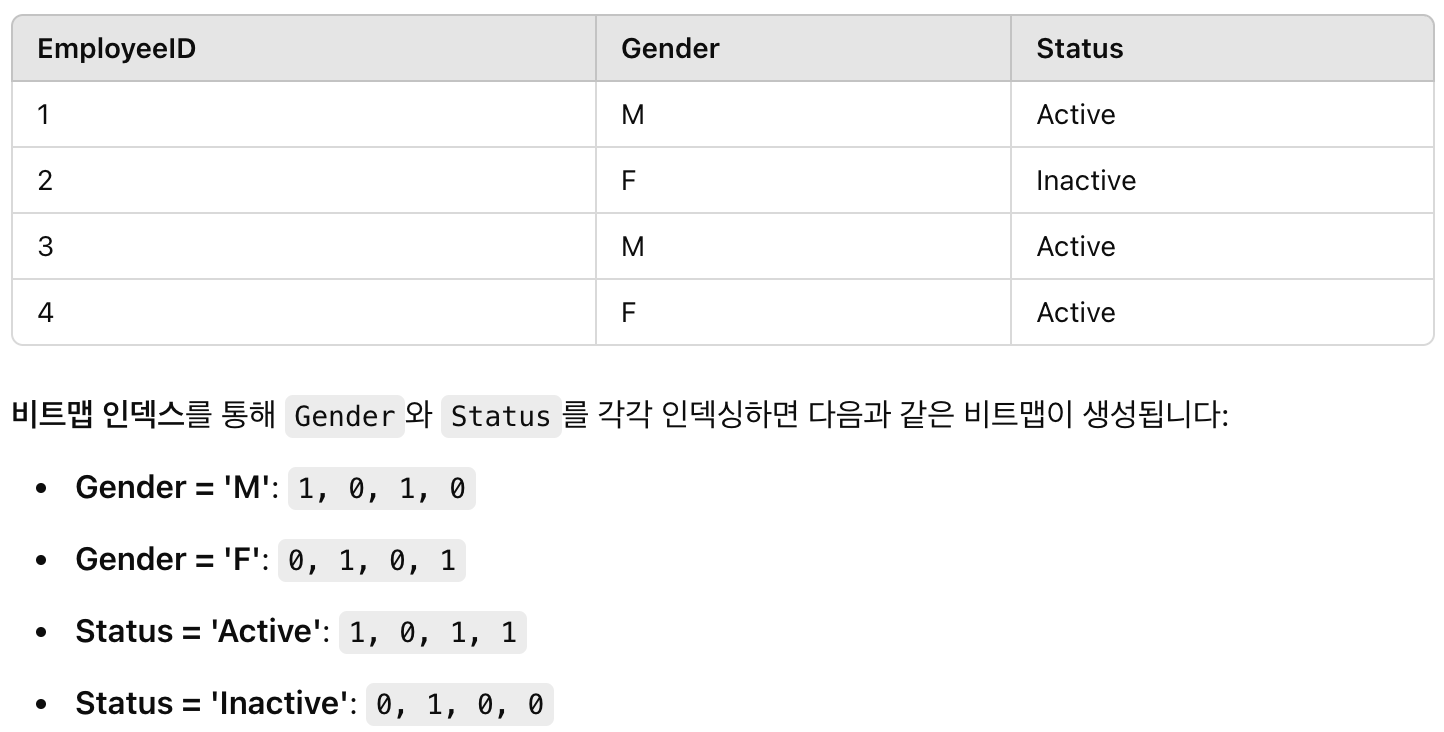 EmployeeID Gender Status
1 M Active
2 F Inactive
3 M Active
4 F Active
비트맵 인덱스를 통해 Gender와 Status를 각각 인덱싱하면 다음과 같은 비트맵이 생성됩니다:
• Gender = 'M': 1, 0, 1, 0
• Gender = 'F': 0, 1, 0, 1
• Status = 'Active': 1, 0, 1, 1
• Status = 'Inactive': 0, 1, 0, 0